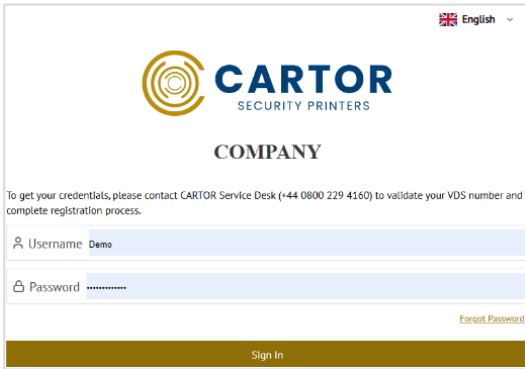 English
CARTOR
SECURITY PRINTERS
COMPANY
To get your credentials, please contact CARTOR Service Desk (+44 0800 229 4160) to validate your VDS number and
complete registration process.
Username Demo
Password •••••••••••••
Forgot Password
Sign In